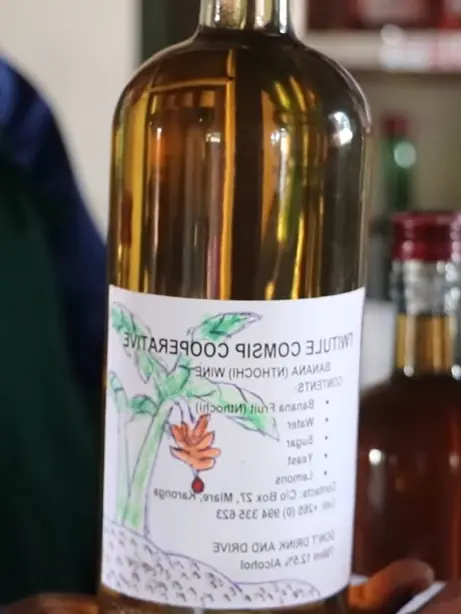 TWITULE COMSIP COOPERATIVE
BANANA (NTHOCHI) WINE
CONTENTS:
• Banana Fruit (Nthochi)
• Water
• Sugar
• Yeast
• Lemons
Contacts: C/o Box 27, Mlare, Karonga
Cell: +265 (0) 994 335 623
DON'T DRINK AND DRIVE
750ml 12.5% Alcohol